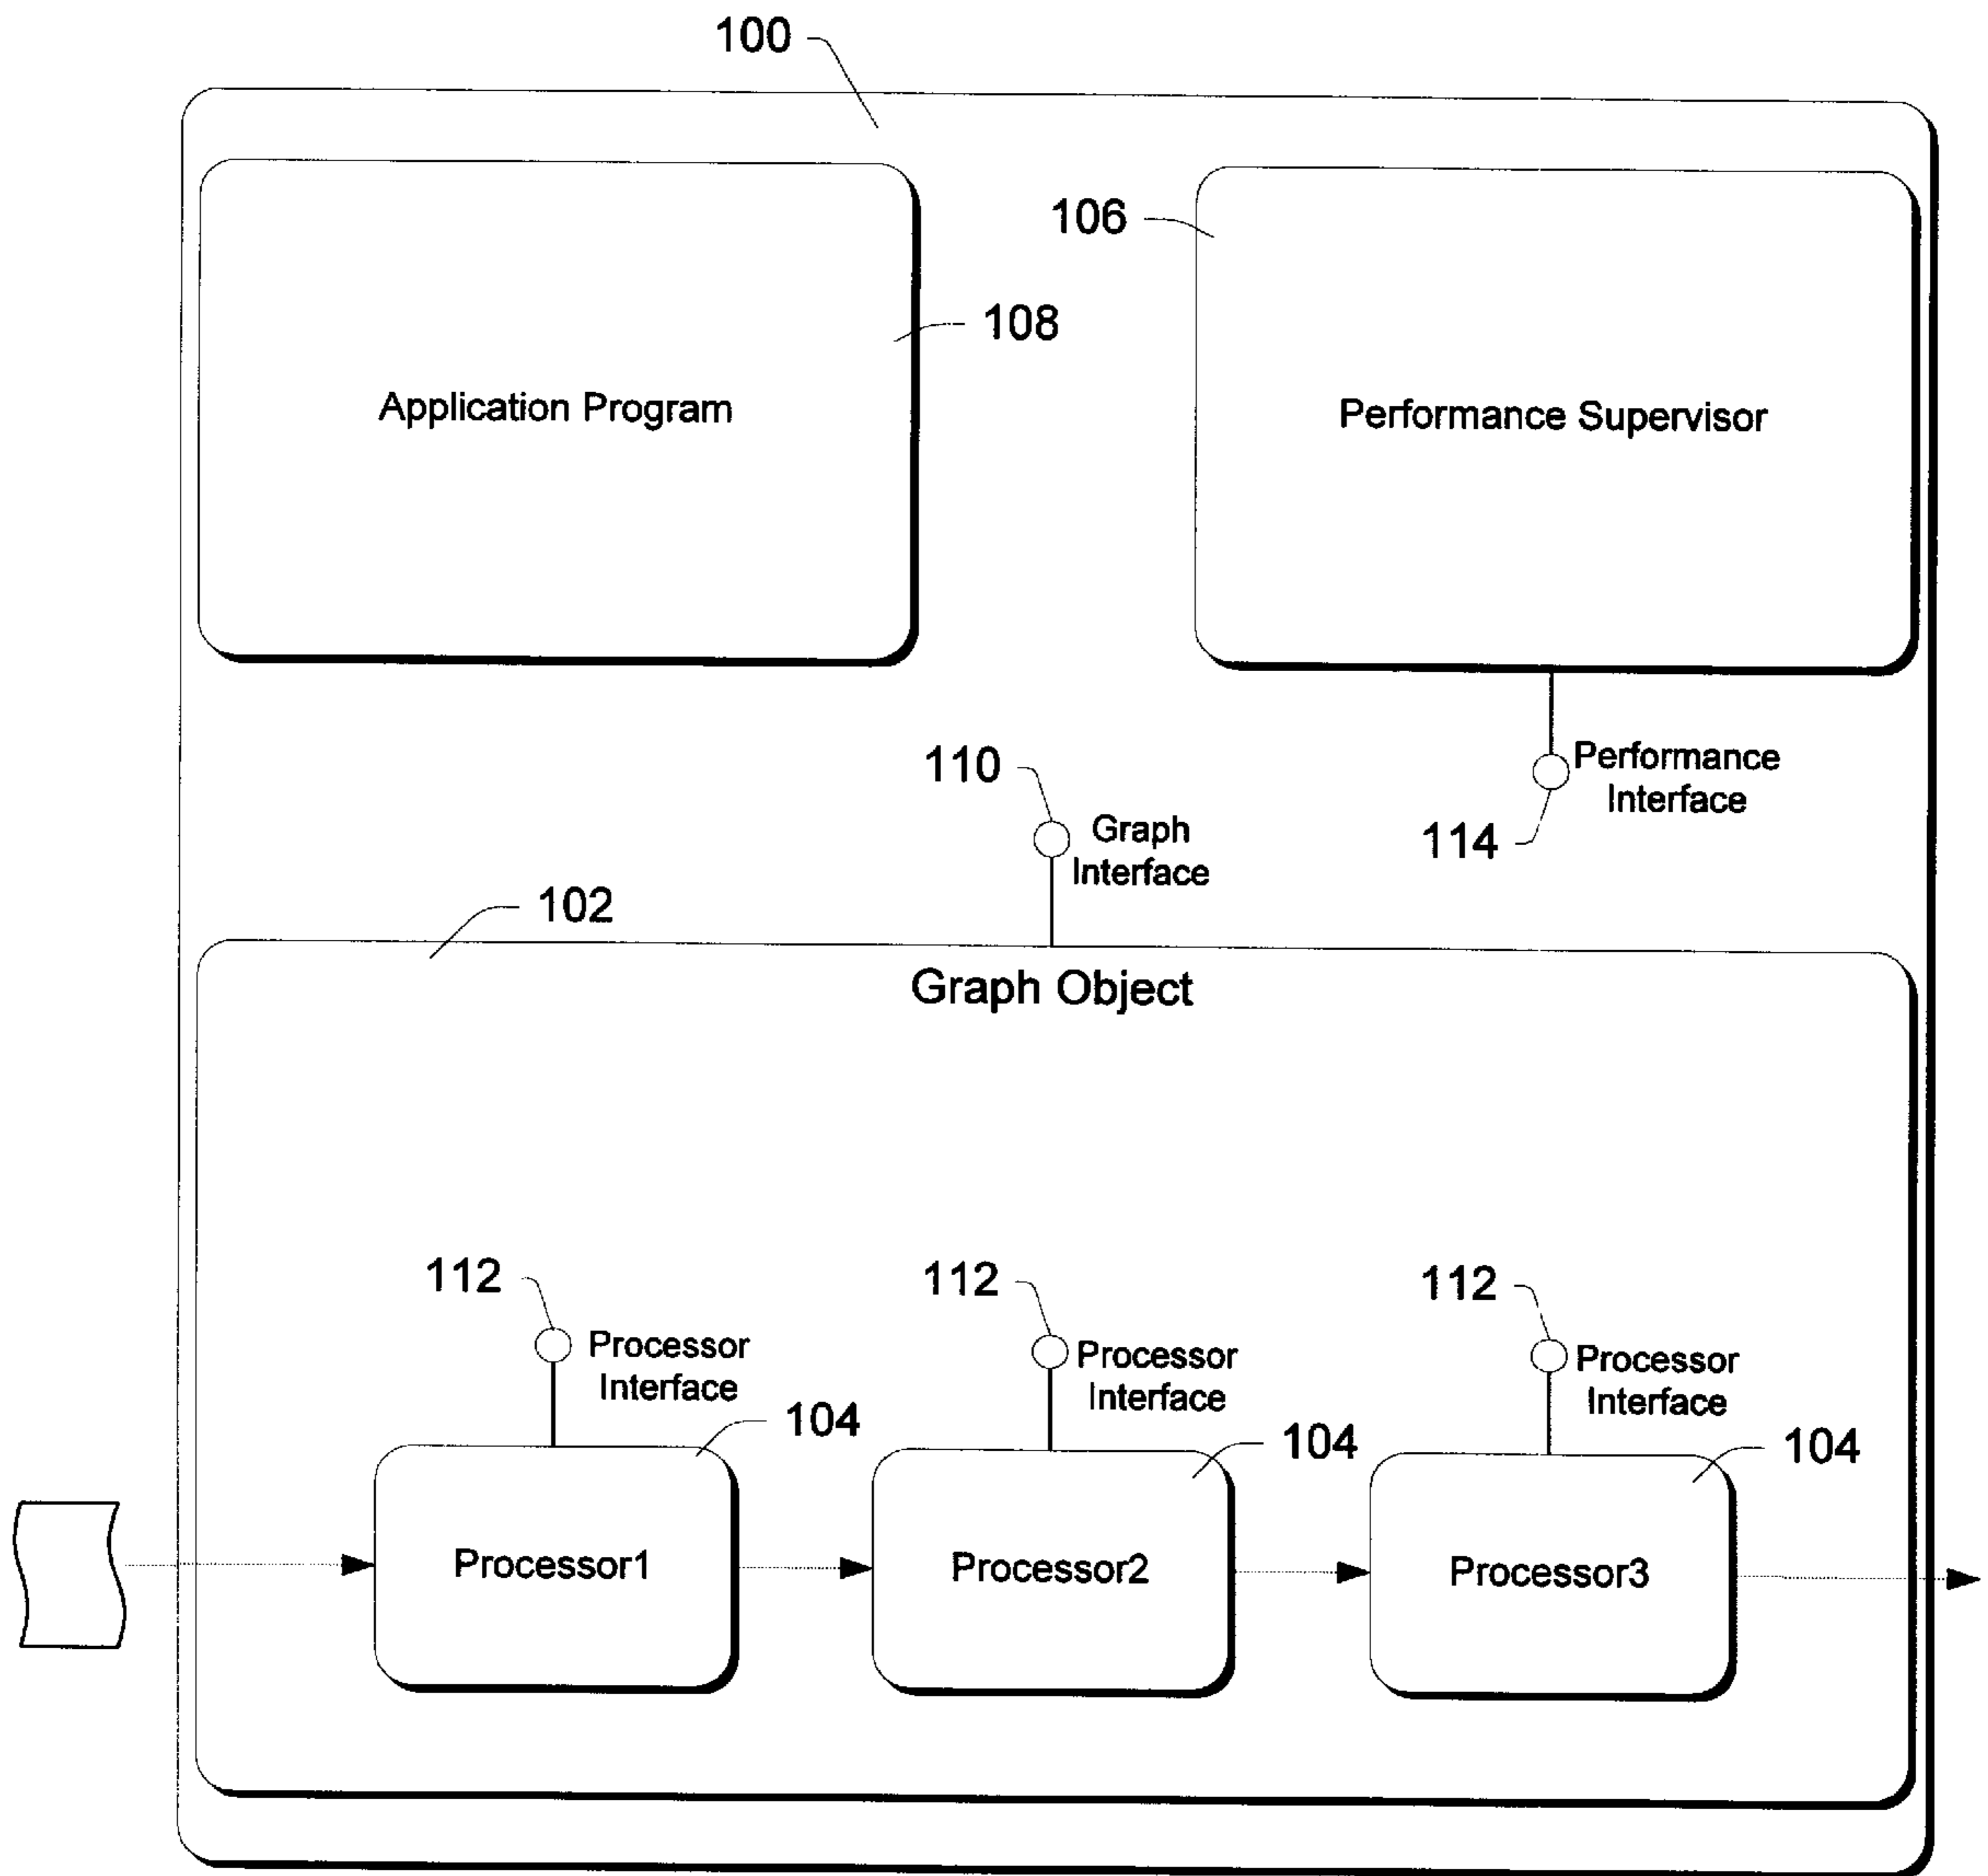 100
106
108
Application Program
Performance Supervisor
110
Performance
Interface
Graph
Interface
114
102
Graph Object
112
112
112
Processor
Interface
Processor
Interface
Processor
Interface
104
104
104
Processor1
Processor2
Processor3